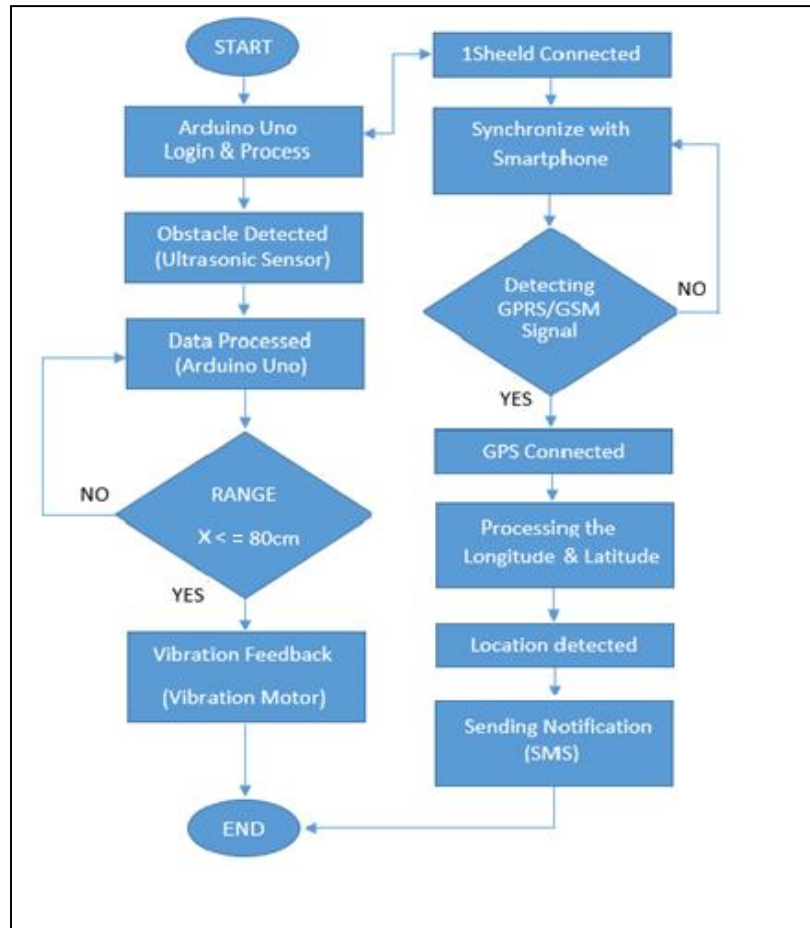 START
Arduino Uno
Login & Process
Obstacle Detected
(Ultrasonic Sensor)
Data Processed
(Arduino Uno)
NO
RANGE
X < = 80cm
YES
Vibration Feedback
(Vibration Motor)
END
1Sheeld Connected
Synchronize with
Smartphone
Detecting
GPRS/GSM
Signal
NO
YES
GPS Connected
Processing the
Longitude & Latitude
Location detected
Sending Notification
(SMS)